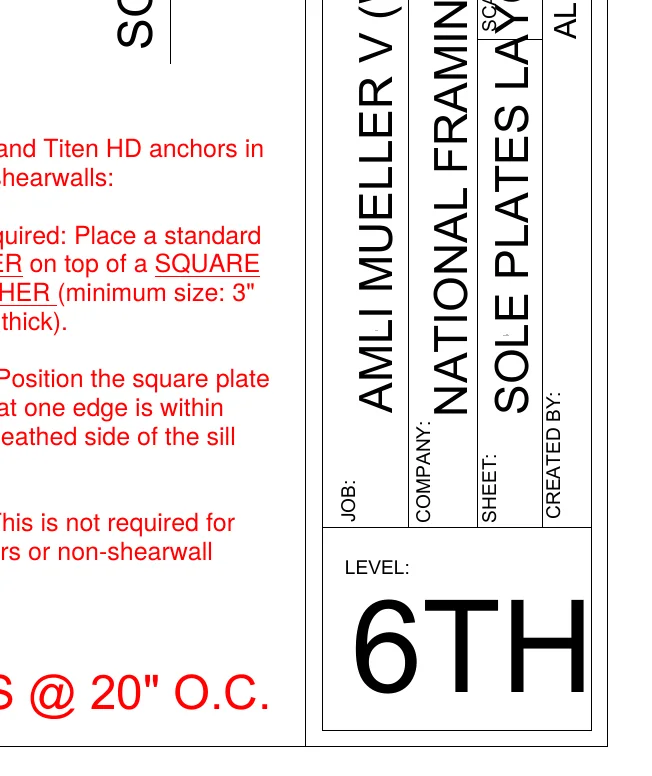 SC
and Titen HD anchors in
shearwalls:
quired: Place a standard
ER on top of a SQUARE
HER (minimum size: 3"
thick).
Position the square plate
at one edge is within
eathed side of the sill
This is not required for
rs or non-shearwall
S @ 20" O.C.
JOB:
AMLI MUELLER V (
COMPANY:
NATIONAL FRAMIN
SHEET:
SOLE PLATES LAYO
SCA
CREATED BY:
AL
LEVEL:
6TH